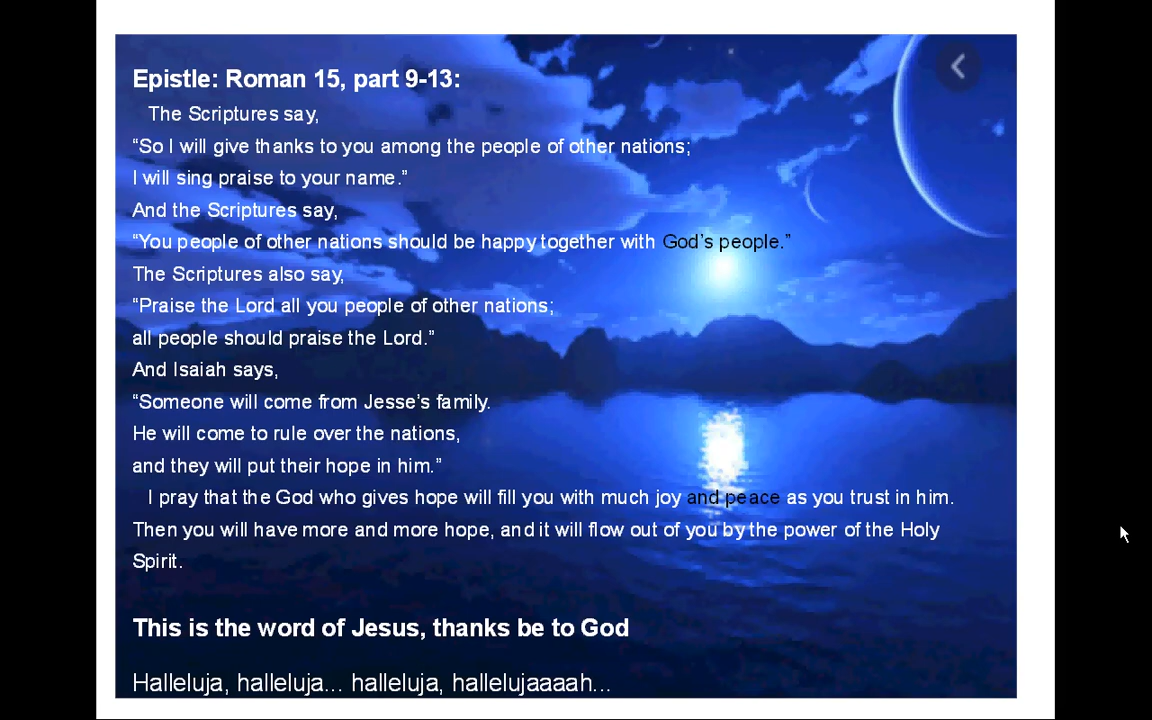 Epistle: Roman 15, part 9-13:
The Scriptures say,
“So I will give thanks to you among the people of other nations;
I will sing praise to your name.”
And the Scriptures say,
“You people of other nations should be happy together with God’s people.”
The Scriptures also say,
“Praise the Lord all you people of other nations;
all people should praise the Lord.”
And Isaiah says,
“Someone will come from Jesse’s family.
He will come to rule over the nations,
and they will put their hope in him.”
I pray that the God who gives hope will fill you with much joy and peace as you trust in him.
Then you will have more and more hope, and it will flow out of you by the power of the Holy
Spirit.
This is the word of Jesus, thanks be to God
Halleluja, halleluja... halleluja, hallelujaaaah...